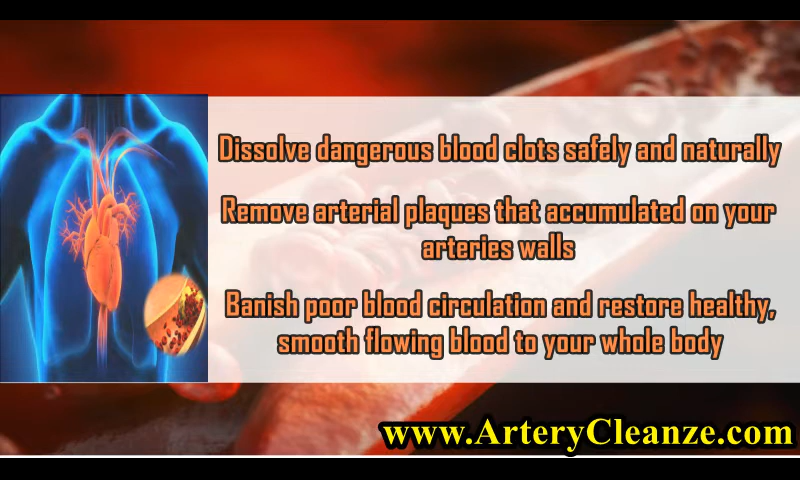 Dissolve dangerous blood clots safely and naturally
Remove arterial plaques that accumulated on your
arteries walls
Banish poor blood circulation and restore healthy,
smooth flowing blood to your whole body
www.ArteryCleanze.com